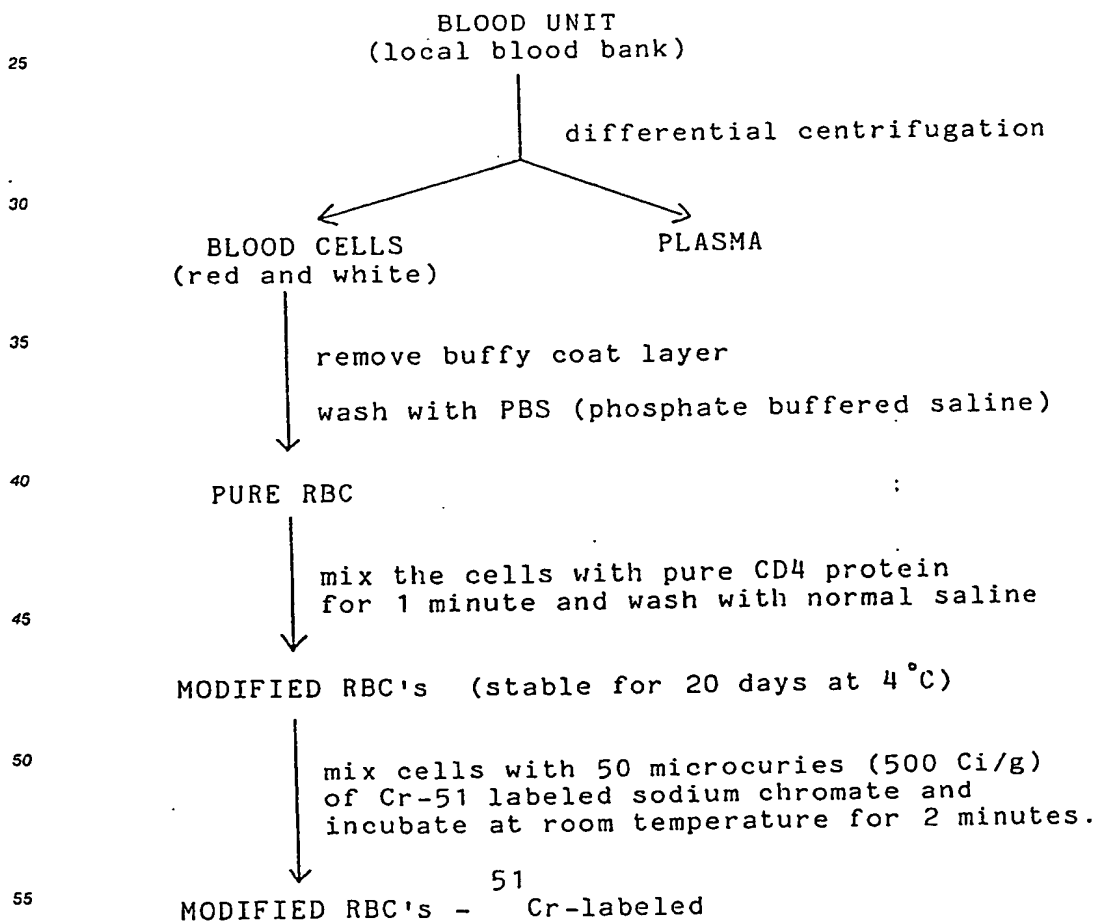 BLOOD UNIT
(local blood bank)
25
differential centrifugation
30
BLOOD CELLS PLASMA
(red and white)
35
remove buffy coat layer
wash with PBS (phosphate buffered saline)
40
PURE RBC
mix the cells with pure CD4 protein
for 1 minute and wash with normal saline
45
MODIFIED RBC's (stable for 20 days at 4°C)
50
mix cells with 50 microcuries (500 Ci/g)
of Cr-51 labeled sodium chromate and
incubate at room temperature for 2 minutes.
55 MODIFIED RBC's - ⁵¹Cr-labeled